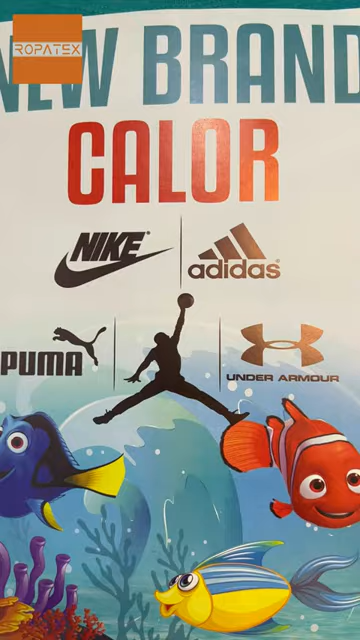 ROPATEX
NEW BRAND
CALOR
NIKE
adidas
PUMA
UNDER ARMOUR